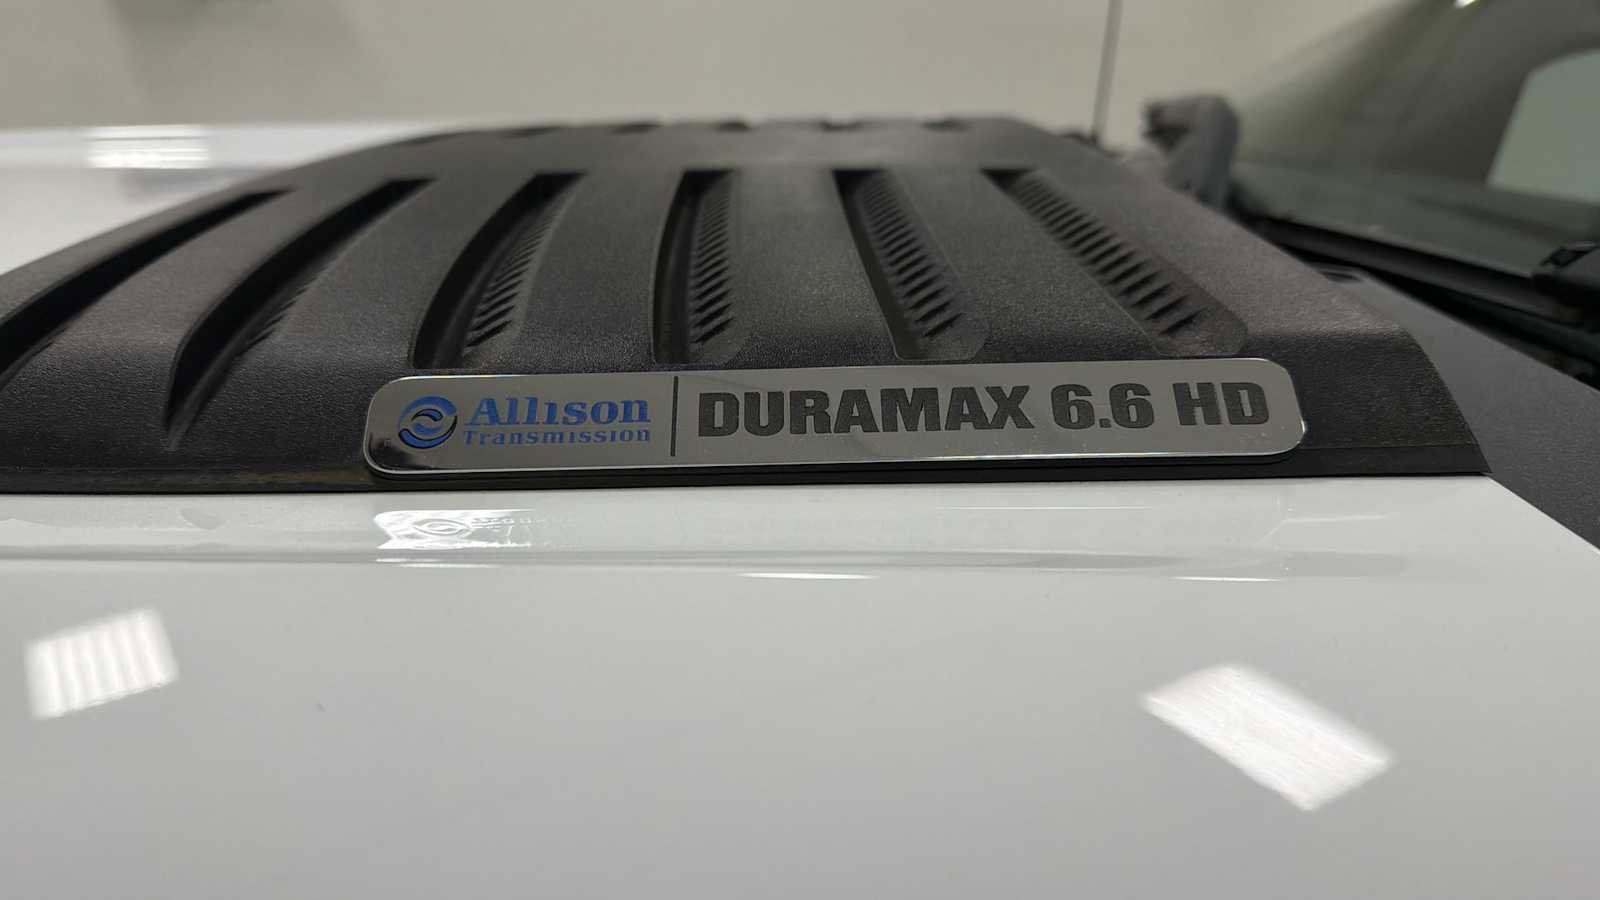 Allison
Transmission
DURAMAX 6.6 HD